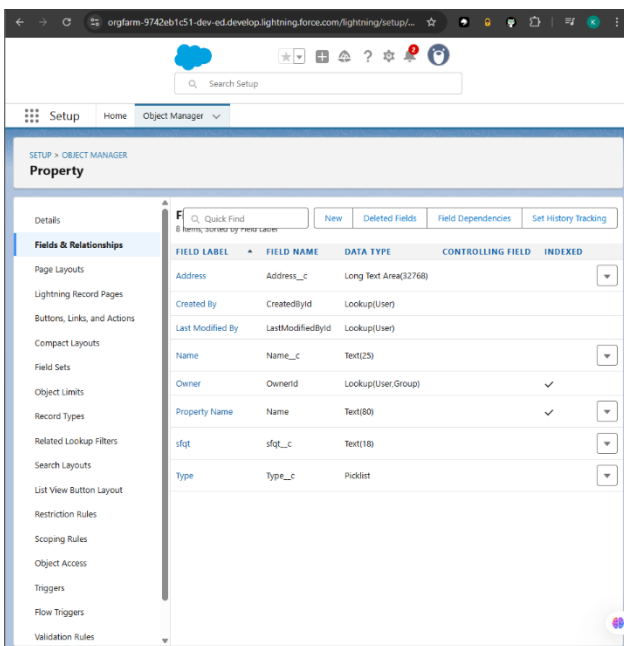 orgfarm-9742eb1c51-dev-ed.develop.lightning.force.com/lightning/setup/...
K
Search Setup
Setup
Home
Object Manager
SETUP > OBJECT MANAGER
Property
Details
Fields & Relationships
Page Layouts
Lightning Record Pages
Buttons, Links, and Actions
Compact Layouts
Field Sets
Object Limits
Record Types
Related Lookup Filters
Search Layouts
List View Button Layout
Restriction Rules
Scoping Rules
Object Access
Triggers
Flow Triggers
Validation Rules
Quick Find
New
Deleted Fields
Field Dependencies
Set History Tracking
8 Items, Sorted by Field Label
FIELD LABEL FIELD NAME DATA TYPE CONTROLLING FIELD INDEXED
Address Address__c Long Text Area(32768)
Created By CreatedById Lookup(User)
Last Modified By LastModifiedById Lookup(User)
Name Name__c Text(25)
Owner OwnerId Lookup(User,Group)
Property Name Name Text(80)
sfqt sfqt__c Text(18)
Type Type__c Picklist